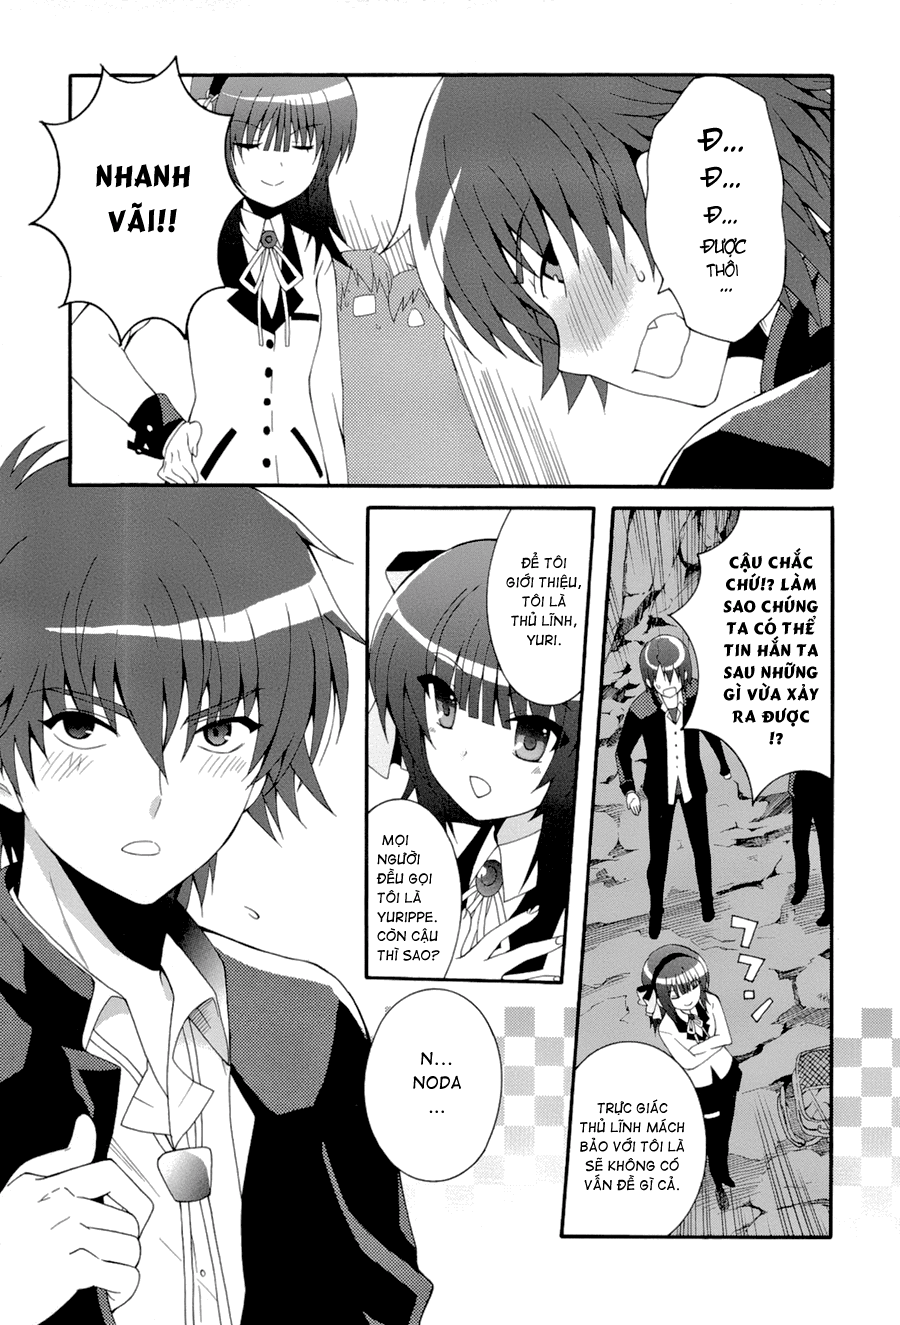 Đ...
Đ...
Đ...
ĐƯỢC
THÔI
...
NHANH
VÃI!!
CẬU CHẮC
CHỨ!? LÀM
SAO CHÚNG
TA CÓ THỂ
TIN HẮN TA
SAU NHỮNG
GÌ VỪA XẢY
RA ĐƯỢC
!?
フフン
TRỰC GIÁC
THỦ LĨNH MÁCH
BẢO VỚI TÔI LÀ
SẼ KHÔNG CÓ
VẤN ĐỀ GÌ CẢ.
ĐỂ TÔI
GIỚI THIỆU,
TÔI LÀ
THỦ LĨNH,
YURI.
MỌI
NGƯỜI
ĐỀU GỌI
TÔI LÀ
YURIPPE.
CÒN CẬU
THÌ SAO?
N...
NODA
...